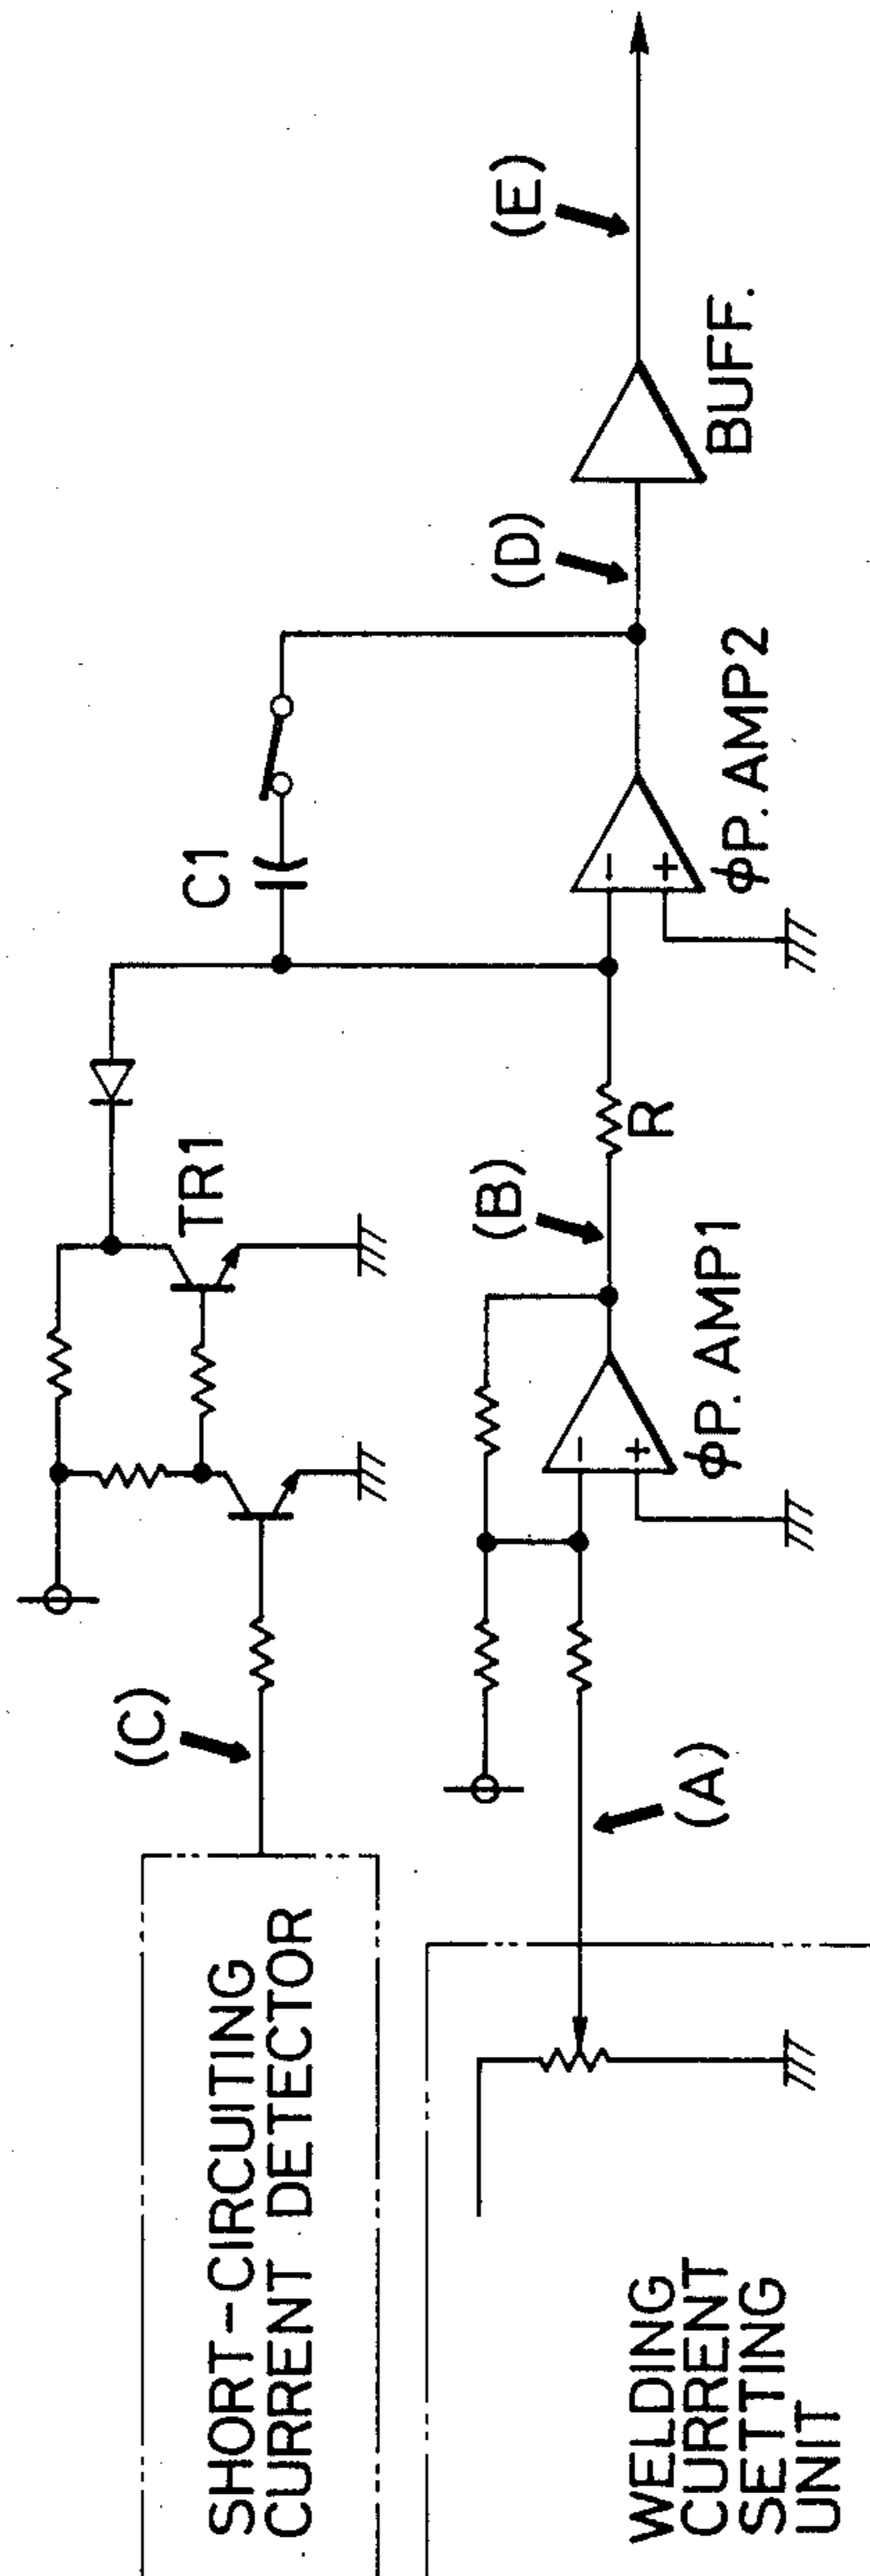 SHORT-CIRCUITING
CURRENT DETECTOR
(C)
TR1
C1
WELDING
CURRENT
SETTING
UNIT
(A)
φP. AMP1
(B)
R
φP. AMP2
(D)
BUFF.
(E)